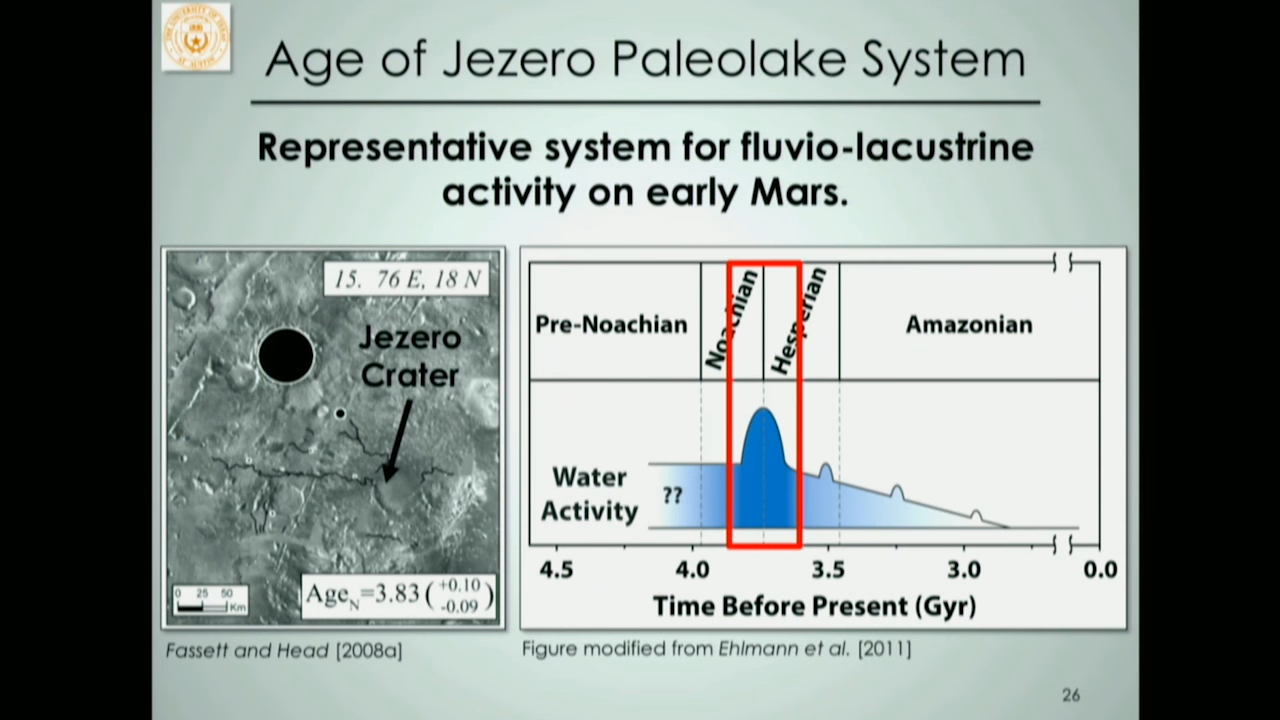 Age of Jezero Paleolake System
Representative system for fluvio-lacustrine
activity on early Mars.
15. 76 E, 18 N
Jezero
Crater
0 25 50
Km
Age_N=3.83 (+0.10 -0.09)
Fassett and Head [2008a]
Pre-Noachian
Noachian
Hesperian
Amazonian
Water
Activity
??
4.5 4.0 3.5 3.0 0.0
Time Before Present (Gyr)
Figure modified from Ehlmann et al. [2011]
26